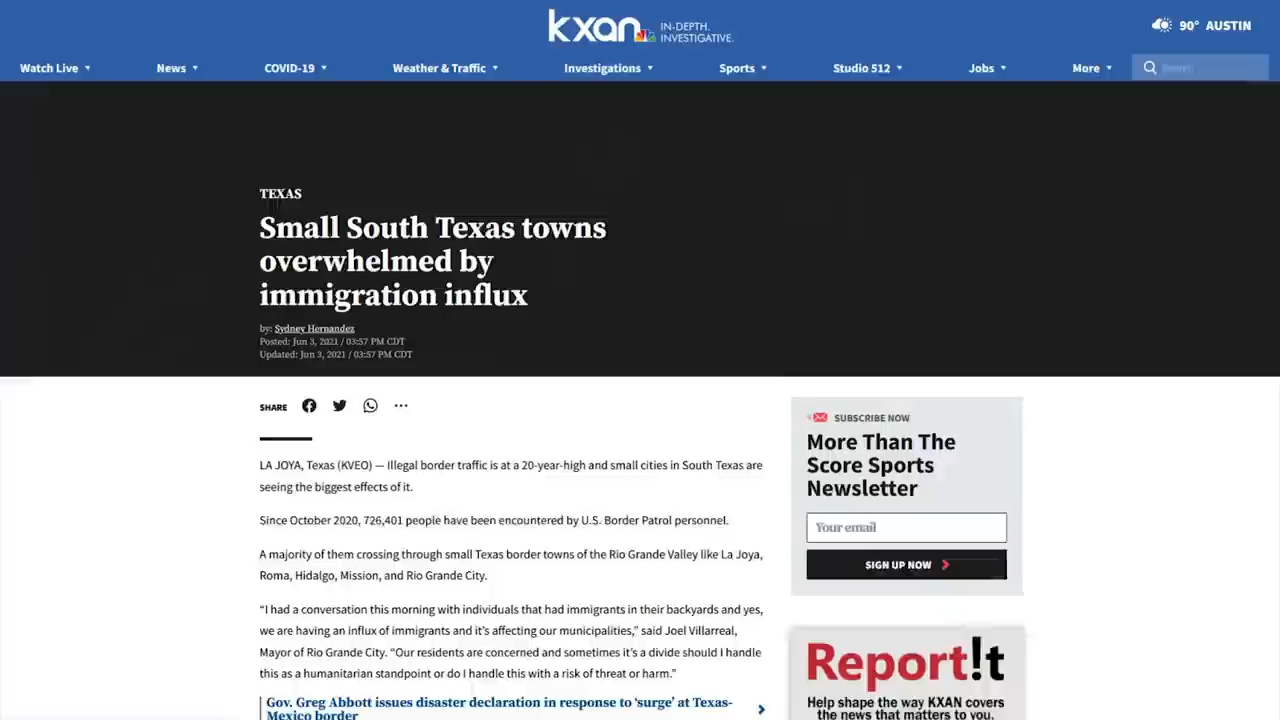 kxan IN-DEPTH. INVESTIGATIVE.
90° AUSTIN
Watch Live News COVID-19 Weather & Traffic Investigations Sports Studio 512 Jobs More Search
TEXAS
Small South Texas towns
overwhelmed by
immigration influx
by: Sydney Hernandez
Posted: Jun 3, 2021 / 03:57 PM CDT
Updated: Jun 3, 2021 / 03:57 PM CDT
SHARE
LA JOYA, Texas (KVEO) — Illegal border traffic is at a 20-year-high and small cities in South Texas are
seeing the biggest effects of it.
Since October 2020, 726,401 people have been encountered by U.S. Border Patrol personnel.
A majority of them crossing through small Texas border towns of the Rio Grande Valley like La Joya,
Roma, Hidalgo, Mission, and Rio Grande City.
“I had a conversation this morning with individuals that had immigrants in their backyards and yes,
we are having an influx of immigrants and it’s affecting our municipalities,” said Joel Villarreal,
Mayor of Rio Grande City. “Our residents are concerned and sometimes it’s a divide should I handle
this as a humanitarian standpoint or do I handle this with a risk of threat or harm.”
Gov. Greg Abbott issues disaster declaration in response to ‘surge’ at Texas-
Mexico border
SUBSCRIBE NOW
More Than The
Score Sports
Newsletter
Your email
SIGN UP NOW
Report!t
Help shape the way KXAN covers
the news that matters to you.